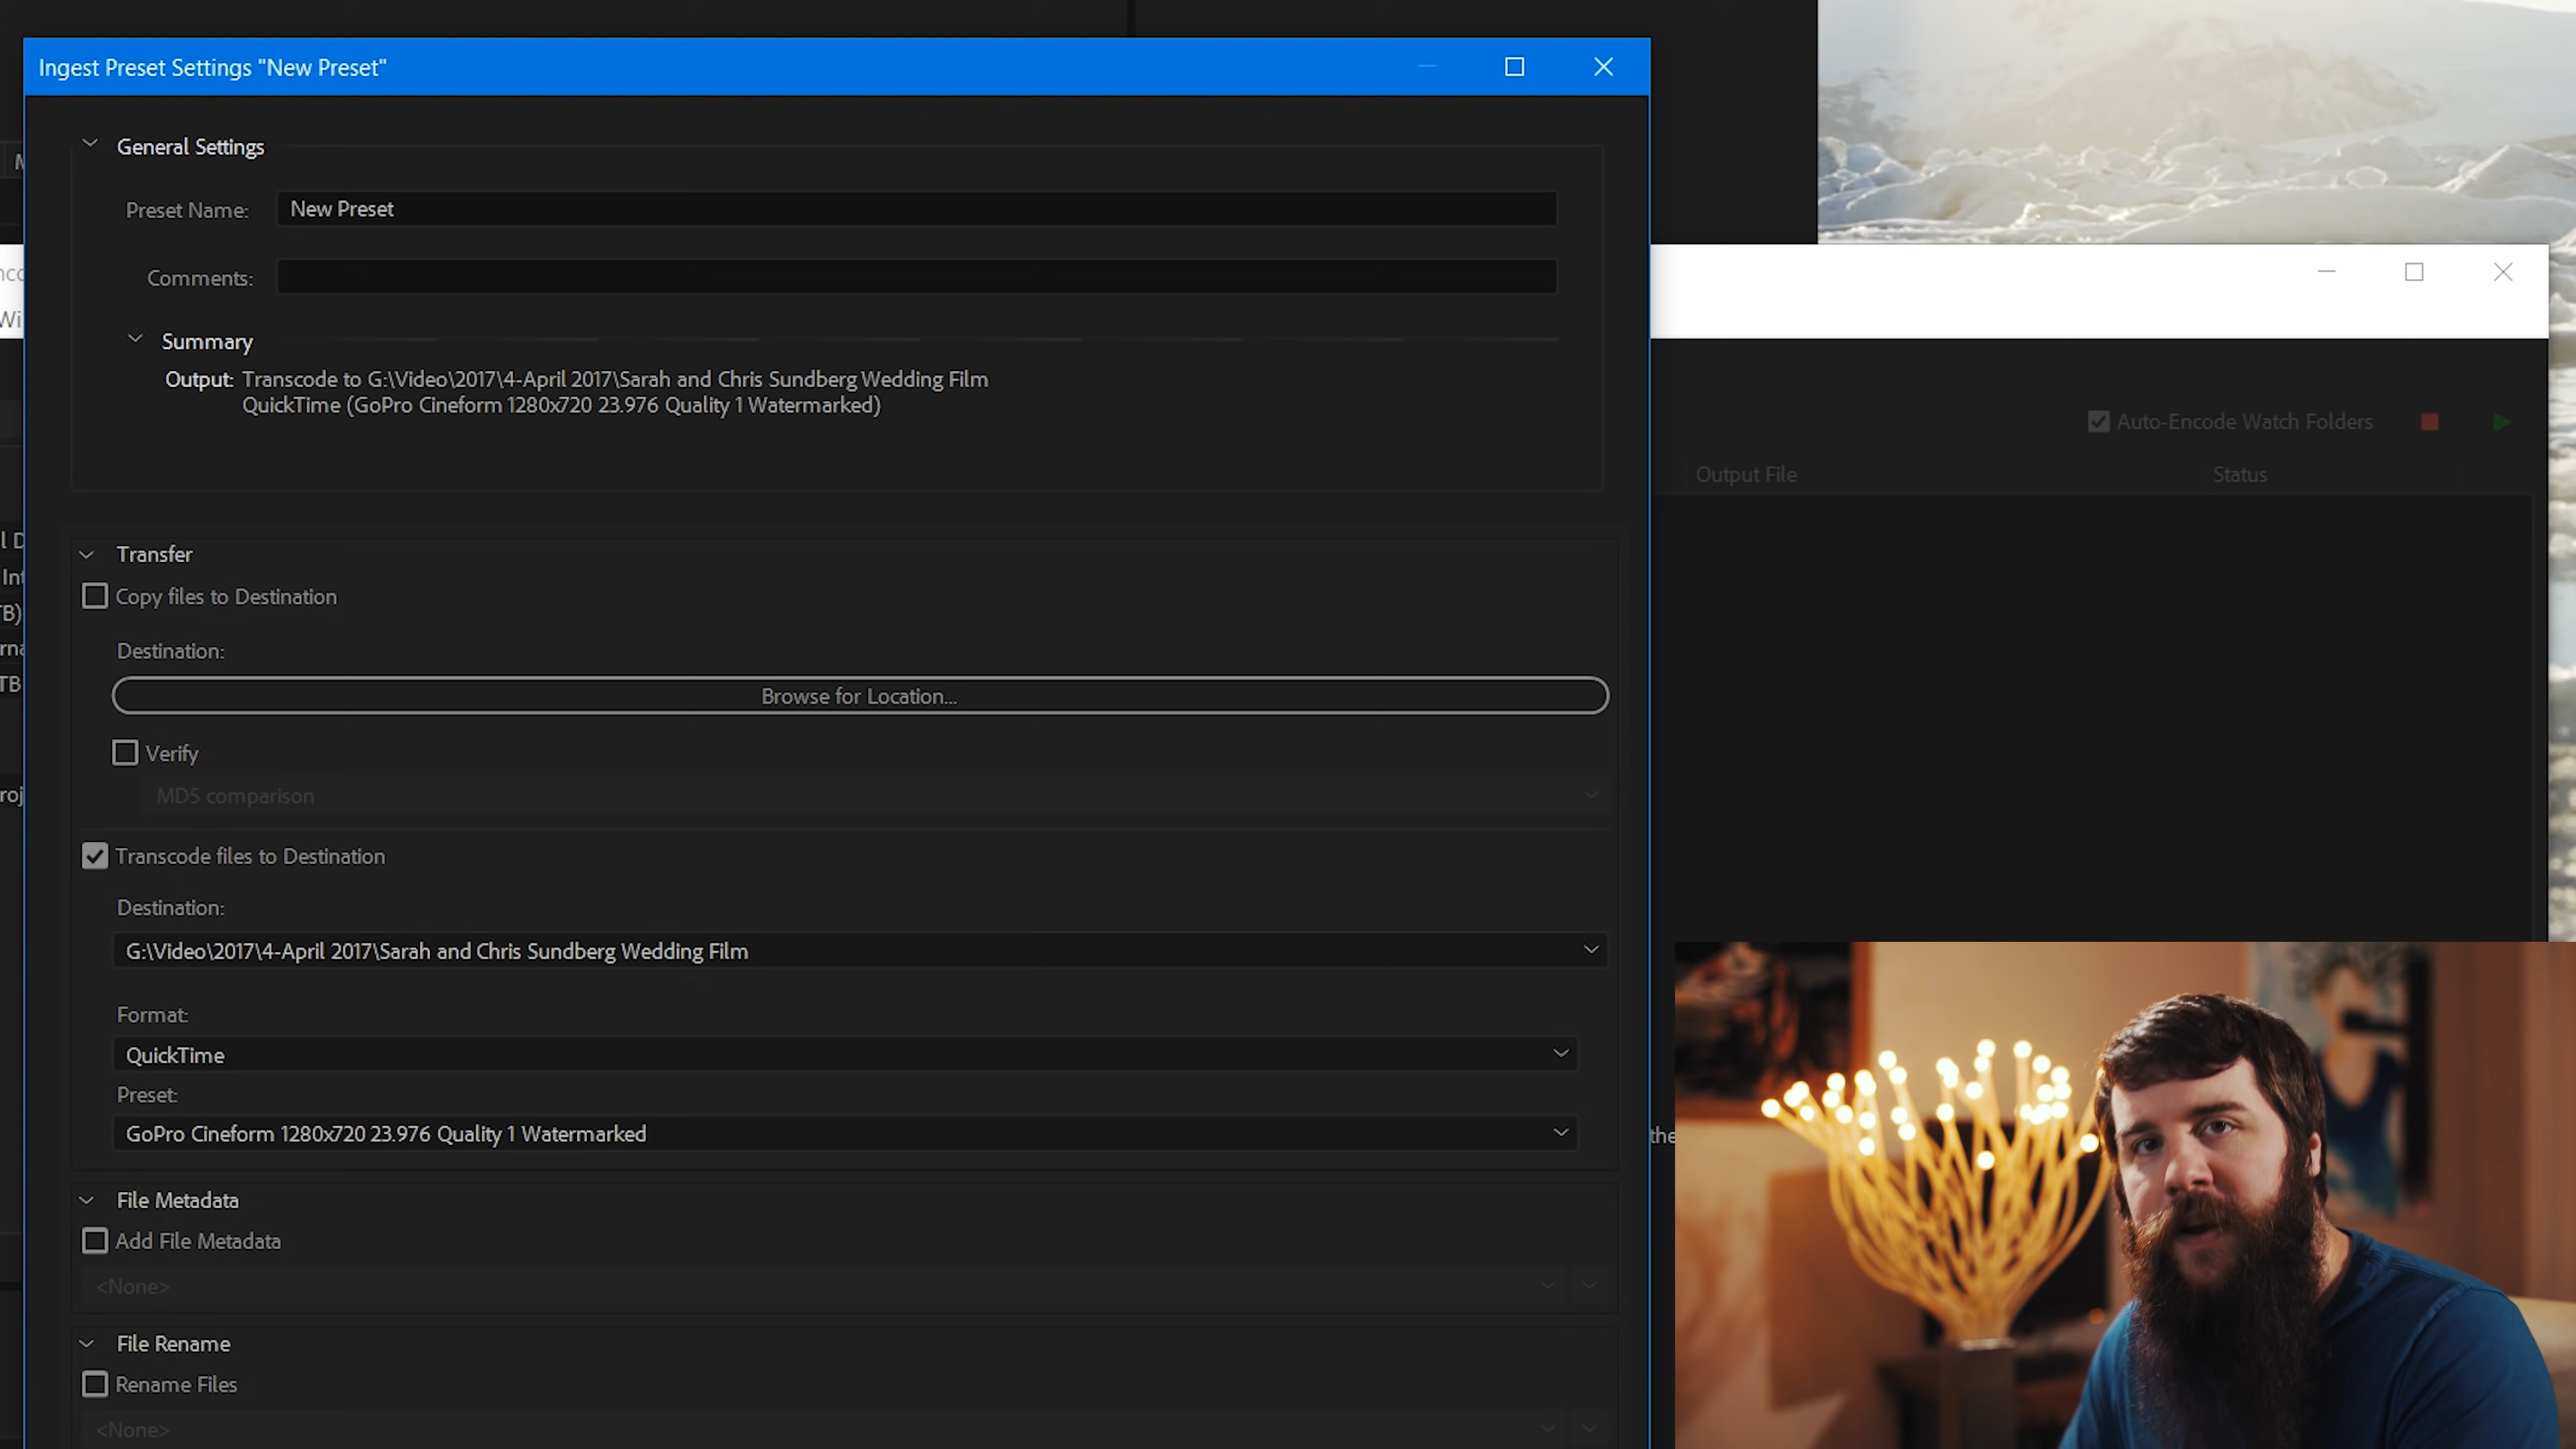 Ingest Preset Settings "New Preset"
General Settings
Preset Name: New Preset
Comments:
Summary
Output: Transcode to G:\Video\2017\4-April 2017\Sarah and Chris Sundberg Wedding Film
QuickTime (GoPro Cineform 1280x720 23.976 Quality 1 Watermarked)
Auto-Encode Watch Folders
Output File
Status
Transfer
Copy files to Destination
Destination:
Browse for Location...
Verify
MD5 comparison
Transcode files to Destination
Destination:
G:\Video\2017\4-April 2017\Sarah and Chris Sundberg Wedding Film
Format:
QuickTime
Preset:
GoPro Cineform 1280x720 23.976 Quality 1 Watermarked
the
File Metadata
Add File Metadata
<None>
File Rename
Rename Files
<None>